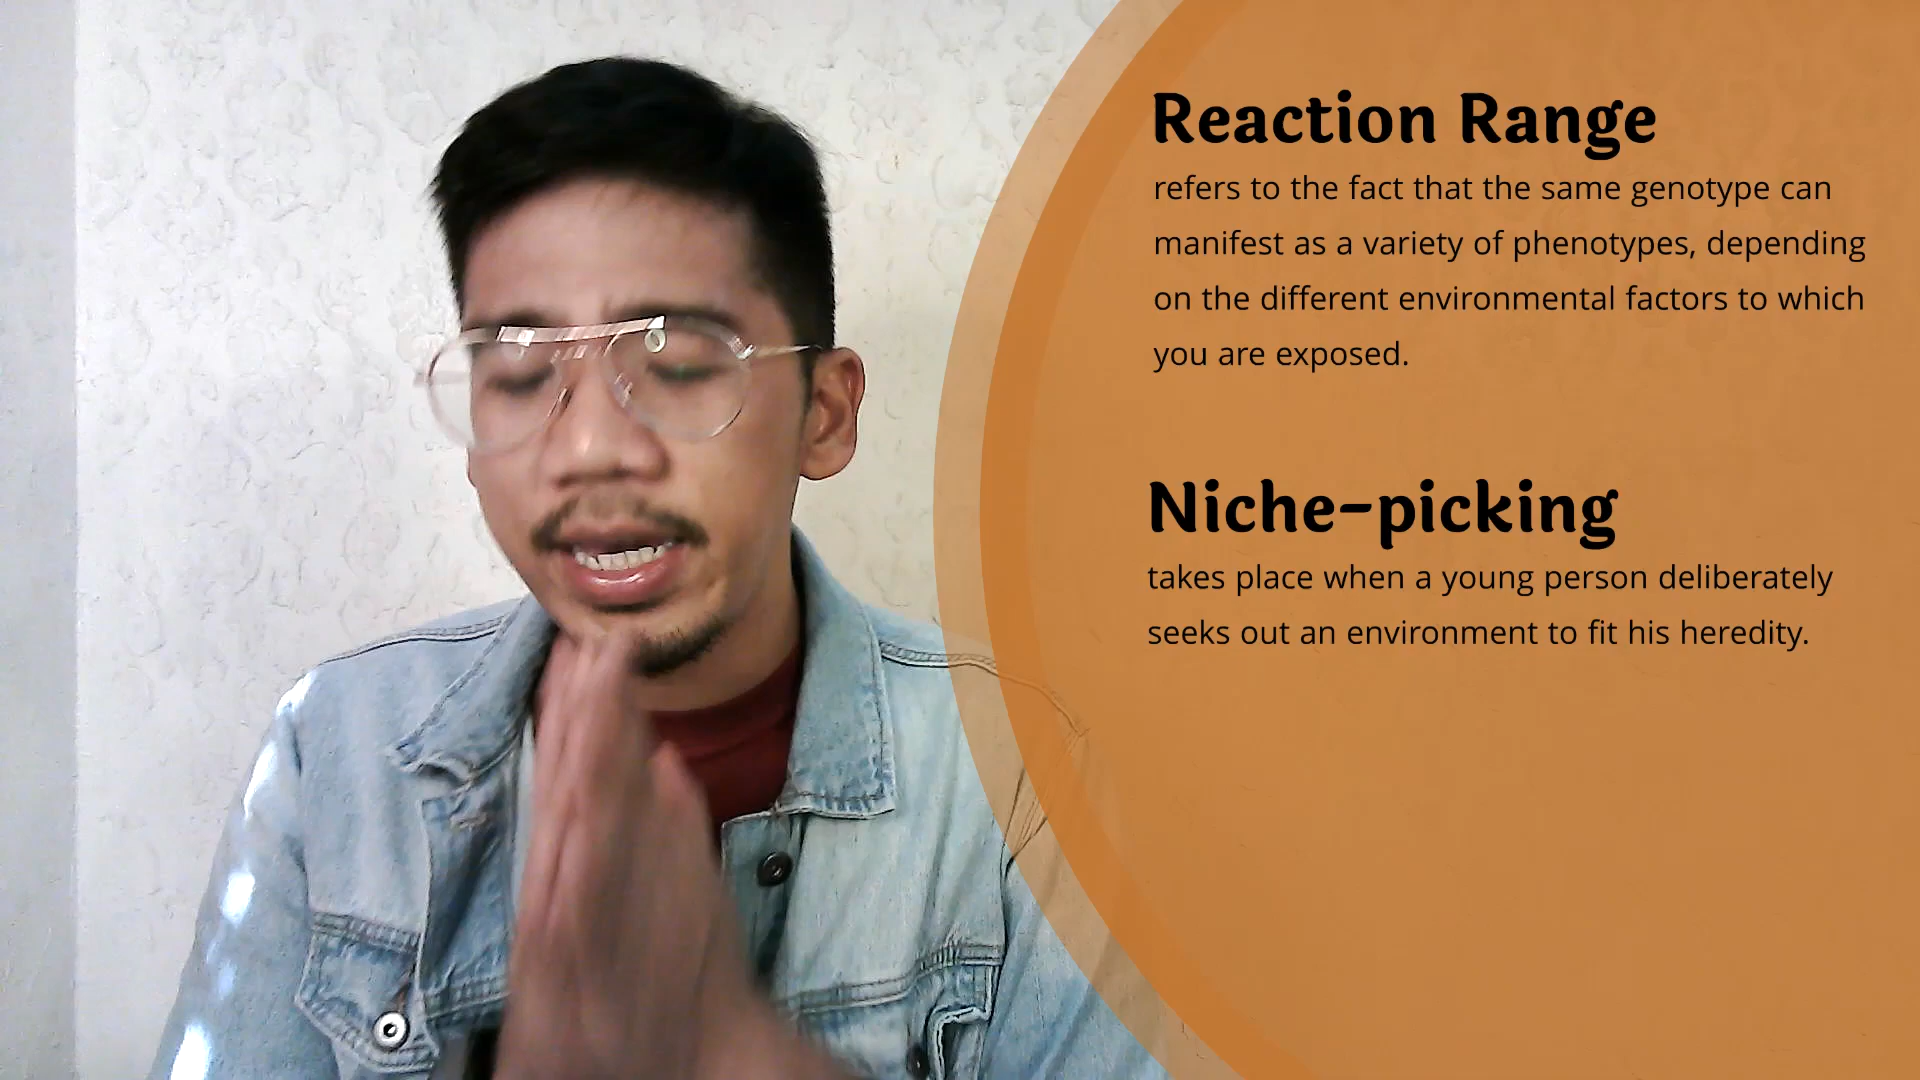 Reaction Range
refers to the fact that the same genotype can
manifest as a variety of phenotypes, depending
on the different environmental factors to which
you are exposed.
Niche-picking
takes place when a young person deliberately
seeks out an environment to fit his heredity.